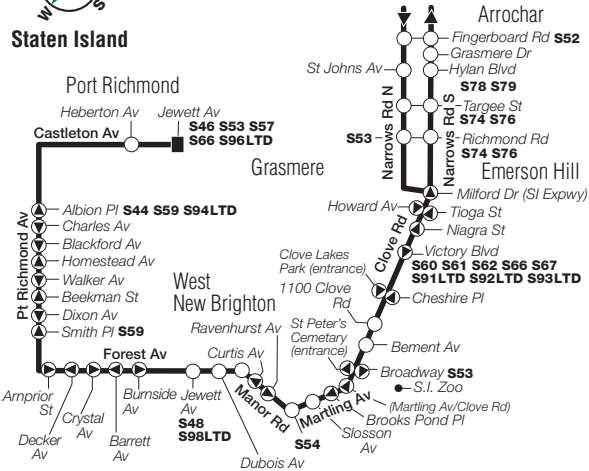 W
S
Staten Island
Arrochar
Fingerboard Rd S52
Grasmere Dr
St Johns Av
Hylan Blvd
S78 S79
Targee St
S74 S76
S53
Richmond Rd
S74 S76
Narrows Rd N
Narrows Rd S
Port Richmond
Heberton Av
Jewett Av
S46 S53 S57
S66 S96LTD
Castleton Av
Grasmere
Emerson Hill
Milford Dr (SI Expwy)
Howard Av
Tioga St
Niagra St
Clove Rd
Victory Blvd
S60 S61 S62 S66 S67
S91LTD S92LTD S93LTD
Clove Lakes
Park (entrance)
Cheshire Pl
1100 Clove
Rd
St Peter's
Cemetery
(entrance)
Bement Av
Broadway S53
S.I. Zoo
(Martling Av/Clove Rd)
Brooks Pond Pl
Slosson
Av
Martling Av
S54
Manor Rd
West
New Brighton
Ravenhurst Av
Curtis Av
Dubois Av
Jewett
Av
S48
S98LTD
Forest Av
Burnside
Av
Barrett
Av
Crystal
Av
Decker
Av
Arnprior
St
Pt Richmond Av
Albion Pl S44 S59 S94LTD
Charles Av
Blackford Av
Homestead Av
Walker Av
Beekman St
Dixon Av
Smith Pl S59